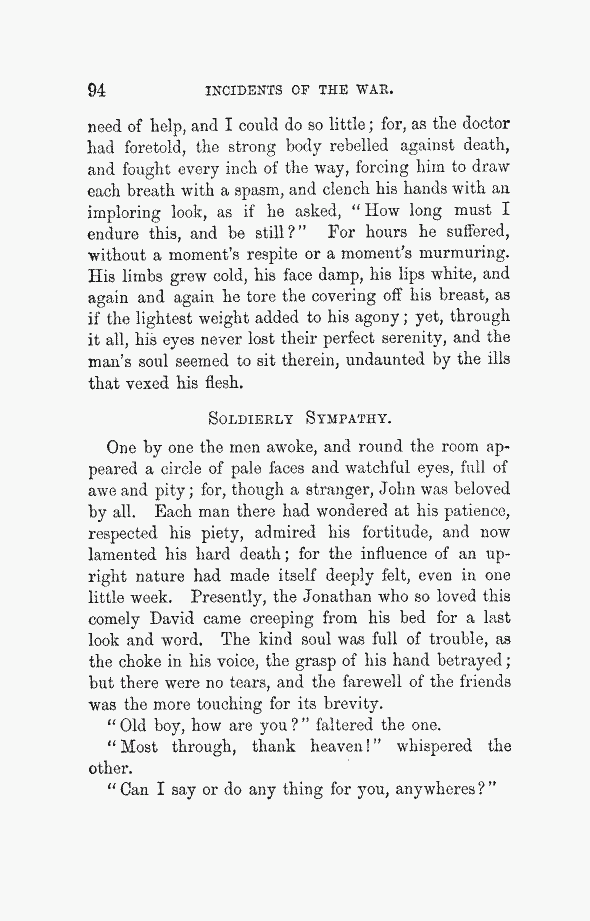 94 INCIDENTS OF THE WAR.
need of help, and I could do so little; for, as the doctor
had foretold, the strong body rebelled against death,
and fought every inch of the way, forcing him to draw
each breath with a spasm, and clench his hands with an
imploring look, as if he asked, "How long must I
endure this, and be still?" For hours he suffered,
without a moment's respite or a moment's murmuring.
His limbs grew cold, his face damp, his lips white, and
again and again he tore the covering off his breast, as
if the lightest weight added to his agony; yet, through
it all, his eyes never lost their perfect serenity, and the
man's soul seemed to sit therein, undaunted by the ills
that vexed his flesh.
SOLDIERLY SYMPATHY.
One by one the men awoke, and round the room ap-
peared a circle of pale faces and watchful eyes, full of
awe and pity; for, though a stranger, John was beloved
by all. Each man there had wondered at his patience,
respected his piety, admired his fortitude, and now
lamented his hard death; for the influence of an up-
right nature had made itself deeply felt, even in one
little week. Presently, the Jonathan who so loved this
comely David came creeping from his bed for a last
look and word. The kind soul was full of trouble, as
the choke in his voice, the grasp of his hand betrayed;
but there were no tears, and the farewell of the friends
was the more touching for its brevity.
"Old boy, how are you?" faltered the one.
"Most through, thank heaven!" whispered the
other.
"Can I say or do any thing for you, anywheres?"